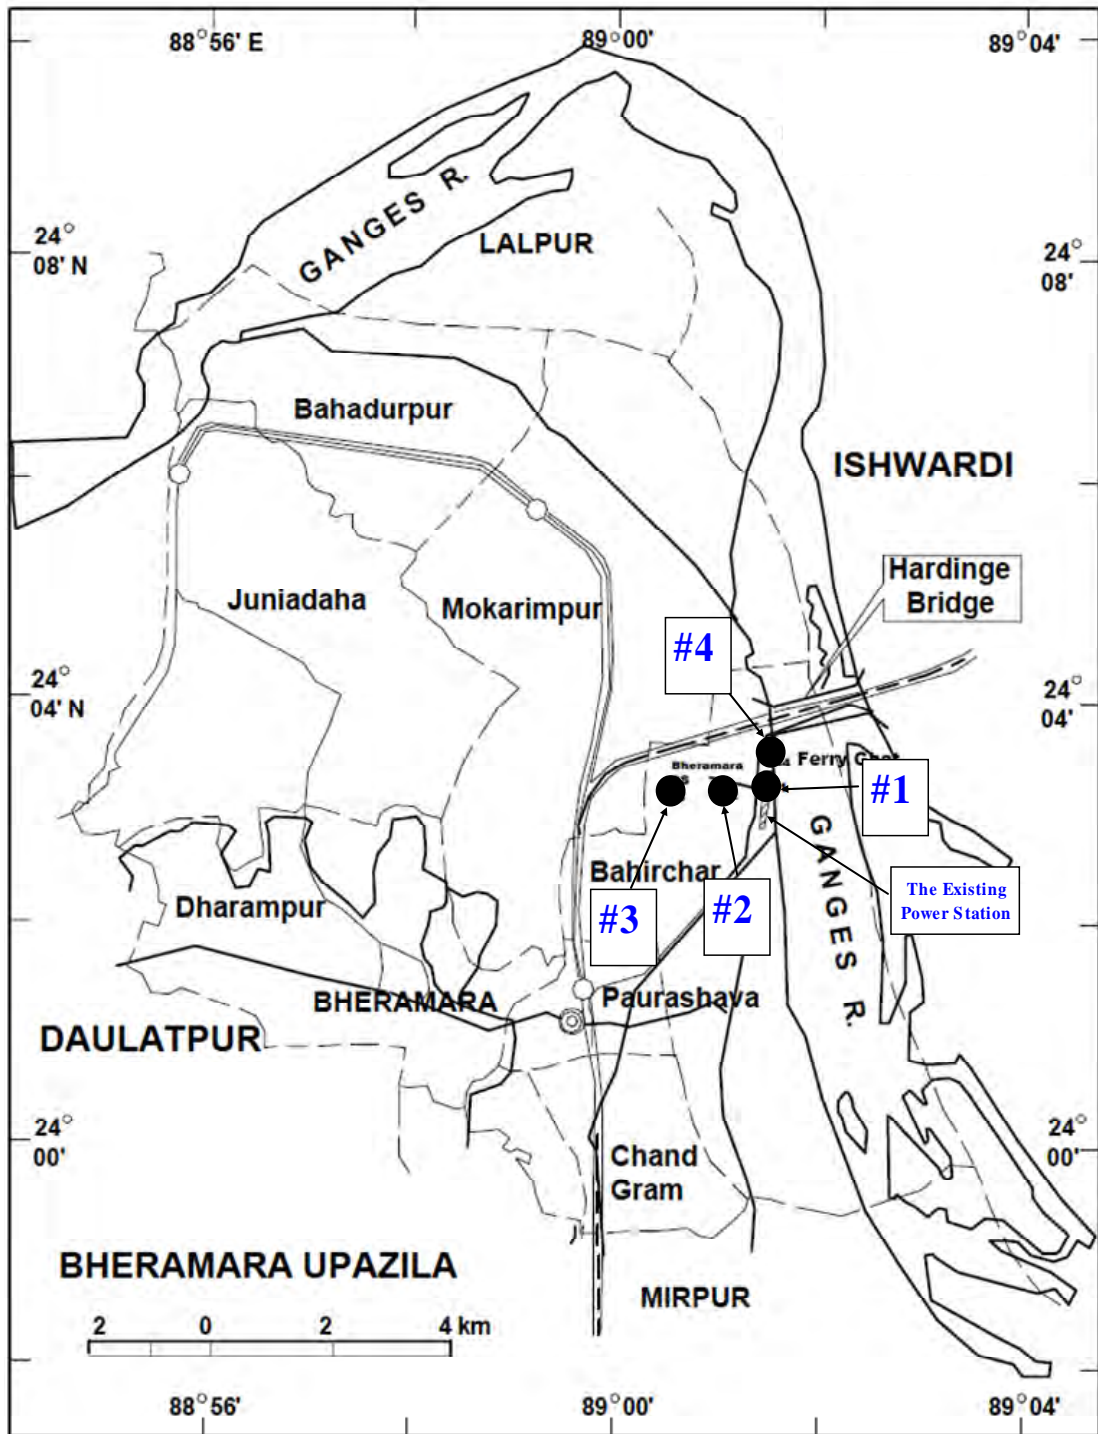 88°56' E
89°00'
89°04'
24°
08' N
24°
08'
GANGES R.
LALPUR
Bahadurpur
ISHWARDI
Hardinge
Bridge
Juniadaha
Mokarimpur
#4
24°
04' N
24°
04'
Bheramara
Ferry Ghat
#1
GANGES R.
Bahirchar
The Existing
Power Station
#3
#2
Dharampur
BHERAMARA
Paurashava
DAULATPUR
24°
00'
24°
00'
Chand
Gram
BHERAMARA UPAZILA
MIRPUR
2 0 2 4 km
88°56'
89°00'
89°04'